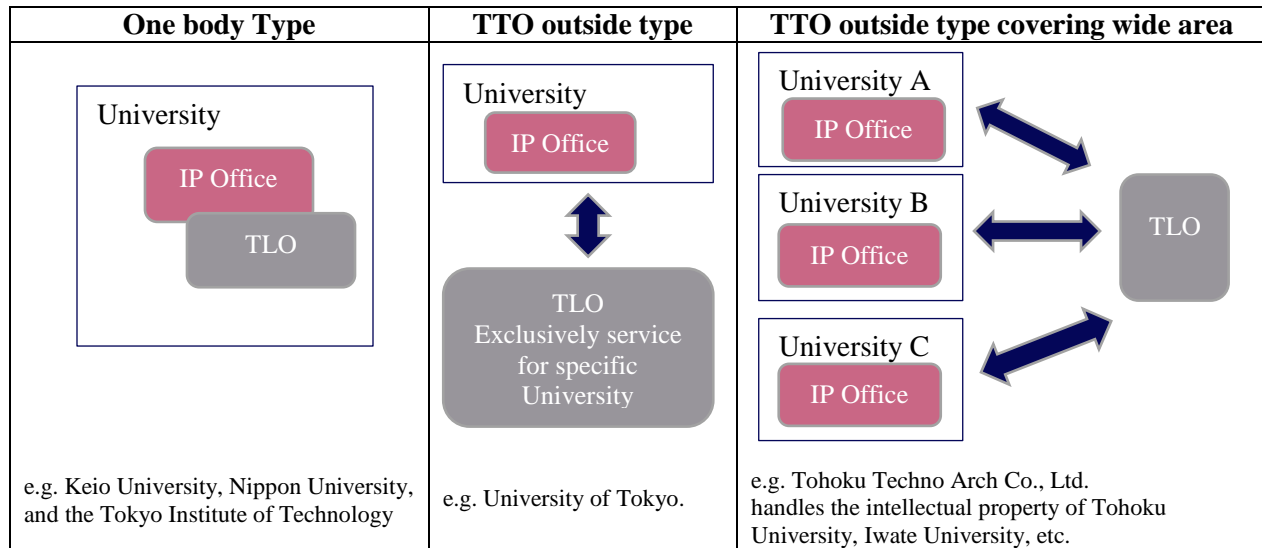 One body Type
TTO outside type
TTO outside type covering wide area
University
IP Office
TLO
e.g. Keio University, Nippon University,
and the Tokyo Institute of Technology
University
IP Office
TLO
Exclusively service
for specific
University
e.g. University of Tokyo.
University A
IP Office
University B
IP Office
University C
IP Office
TLO
e.g. Tohoku Techno Arch Co., Ltd.
handles the intellectual property of Tohoku
University, Iwate University, etc.